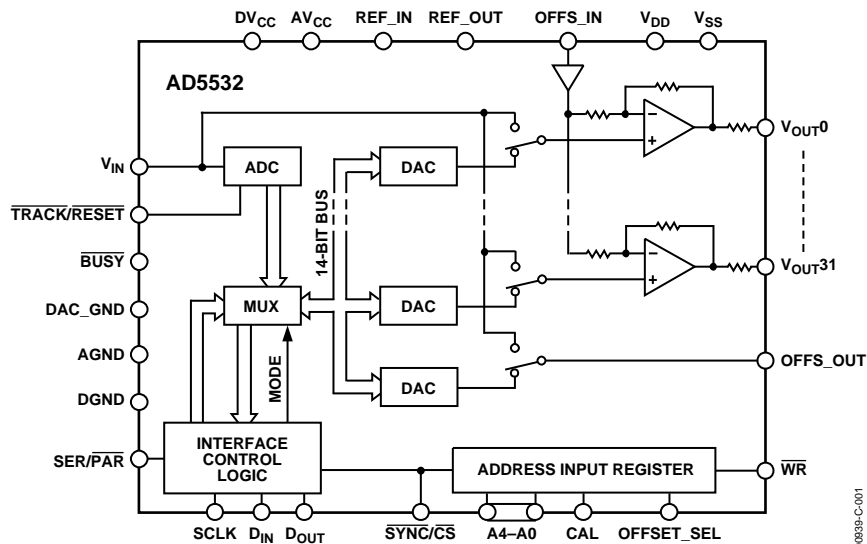 DVCC AVCC REF_IN REF_OUT OFFS_IN VDD VSS
AD5532
VIN
ADC
DAC
VOUT0
TRACK/RESET
14-BIT BUS
BUSY
VOUT31
DAC_GND
MUX
DAC
AGND
MODE
DAC
OFFS_OUT
DGND
SER/PAR
INTERFACE
CONTROL
LOGIC
ADDRESS INPUT REGISTER
WR
SCLK DIN DOUT SYNC/CS A4–A0 CAL OFFSET_SEL
00939-C-001